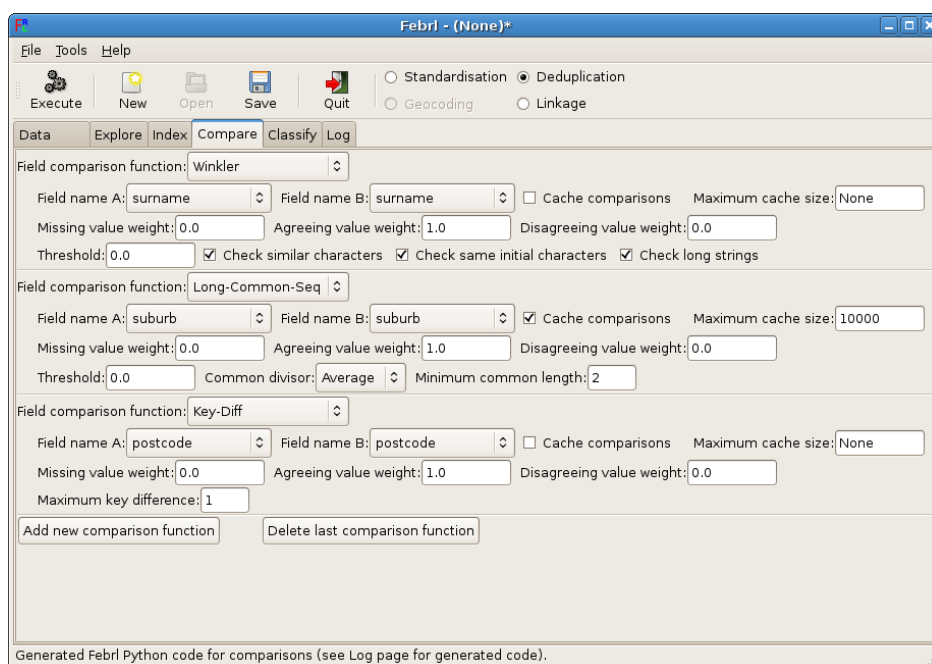 Febrl - (None)*
File Tools Help
Standardisation Deduplication
Execute New Open Save Quit Geocoding Linkage
Data Explore Index Compare Classify Log
Field comparison function: Winkler
Field name A: surname Field name B: surname Cache comparisons Maximum cache size: None
Missing value weight: 0.0 Agreeing value weight: 1.0 Disagreeing value weight: 0.0
Threshold: 0.0 Check similar characters Check same initial characters Check long strings
Field comparison function: Long-Common-Seq
Field name A: suburb Field name B: suburb Cache comparisons Maximum cache size: 10000
Missing value weight: 0.0 Agreeing value weight: 1.0 Disagreeing value weight: 0.0
Threshold: 0.0 Common divisor: Average Minimum common length: 2
Field comparison function: Key-Diff
Field name A: postcode Field name B: postcode Cache comparisons Maximum cache size: None
Missing value weight: 0.0 Agreeing value weight: 1.0 Disagreeing value weight: 0.0
Maximum key difference: 1
Add new comparison function Delete last comparison function
Generated Febrl Python code for comparisons (see Log page for generated code).